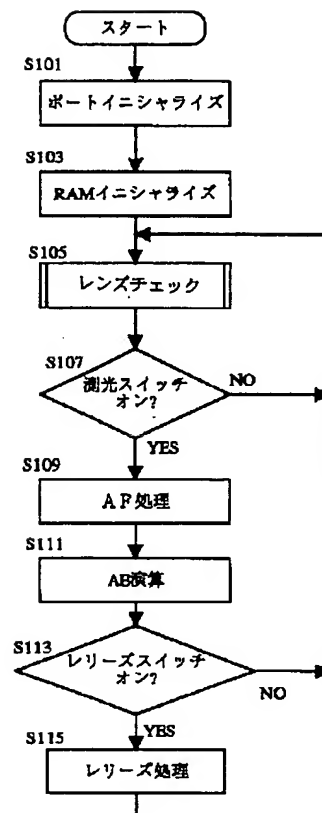 スタート
S101
ポートイニシャライズ
S103
RAMイニシャライズ
S105
レンズチェック
S107
測光スイッチ
オン?
NO
YES
S109
AF処理
S111
AE演算
S113
レリーズスイッチ
オン?
NO
YES
S115
レリーズ処理